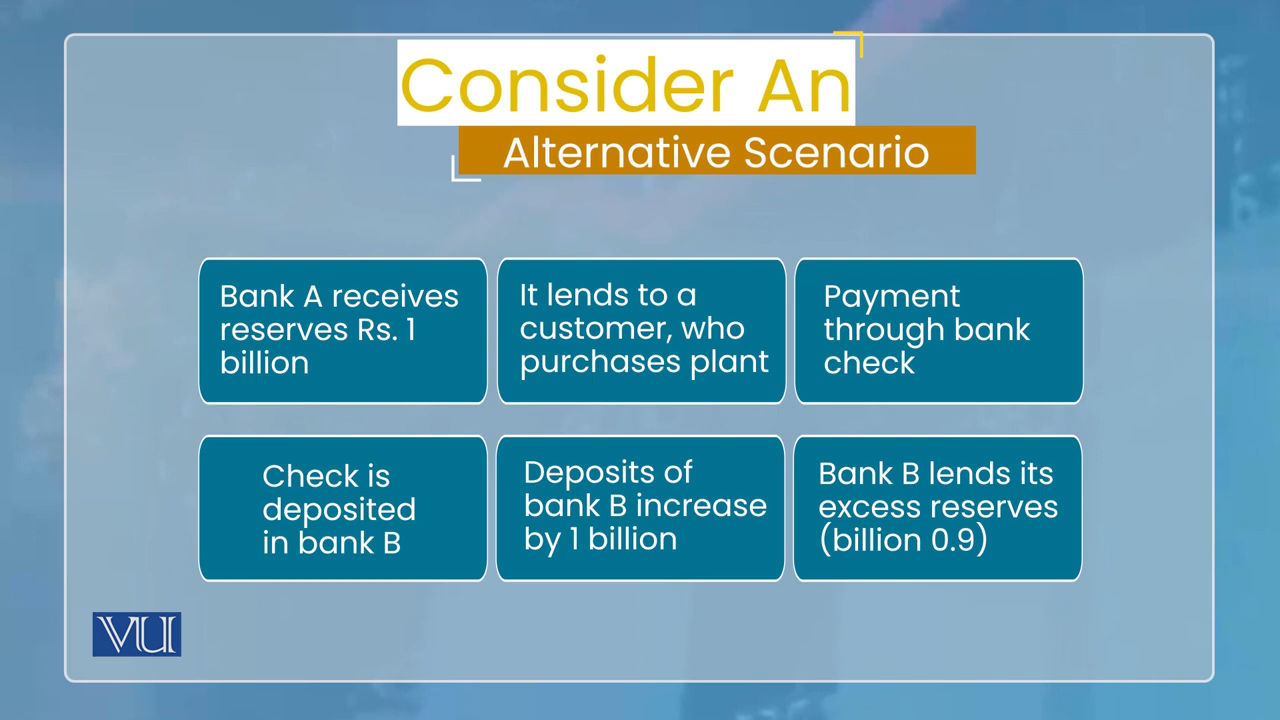 Consider An
Alternative Scenario
Bank A receives
reserves Rs. 1
billion
It lends to a
customer, who
purchases plant
Payment
through bank
check
Check is
deposited
in bank B
Deposits of
bank B increase
by 1 billion
Bank B lends its
excess reserves
(billion 0.9)
VU